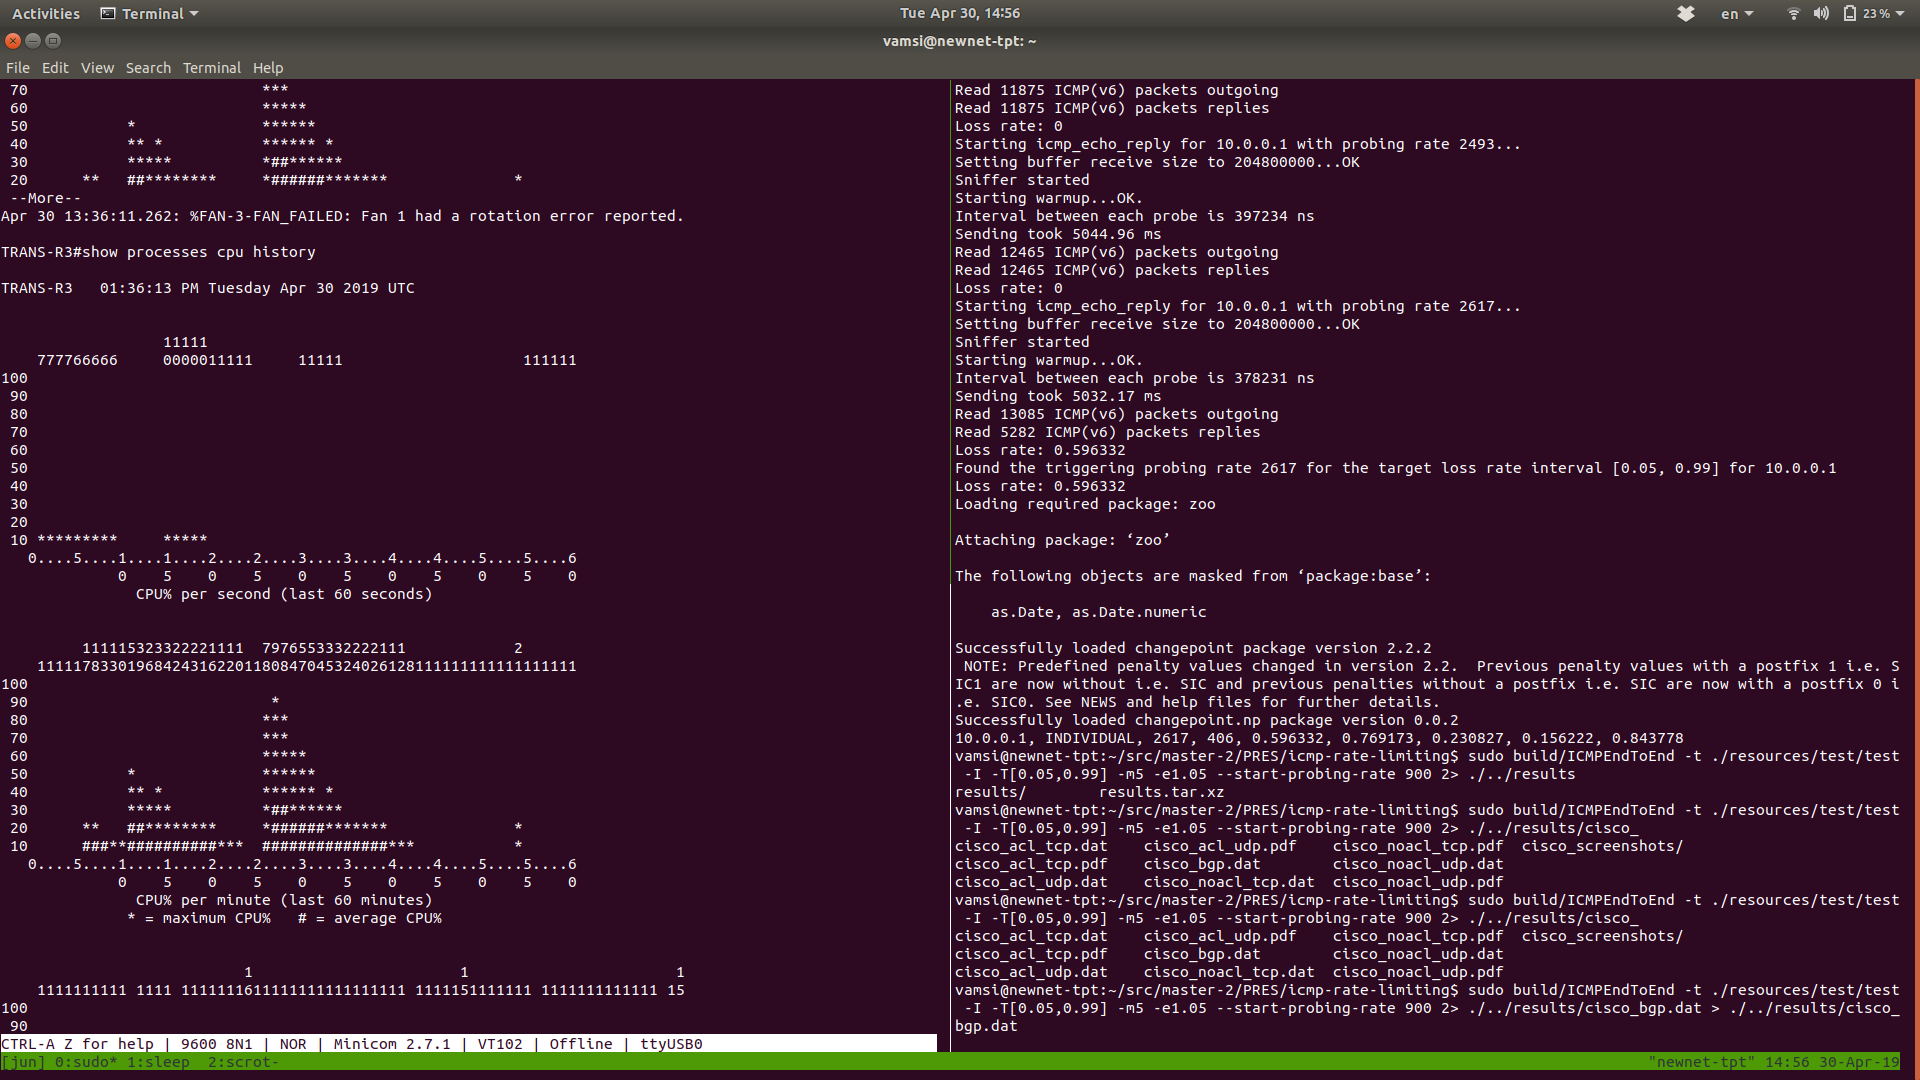 Activities Terminal Tue Apr 30, 14:56 en 23 %
vamsi@newnet-tpt: ~
File Edit View Search Terminal Help
70                          ***
60                          *****
50           *              ******
40           ** *           ****** *
30           *****          *##******
20      **   ##********     *######*******              *
--More--
Apr 30 13:36:11.262: %FAN-3-FAN_FAILED: Fan 1 had a rotation error reported.
TRANS-R3#show processes cpu history
TRANS-R3   01:36:13 PM Tuesday Apr 30 2019 UTC
                  11111
    777766666     0000011111     11111                    111111
100
90
80
70
60
50
40
30
20
10 *********     *****
   0....5....1....1....2....2....3....3....4....4....5....5....6
             0    5    0    5    0    5    0    5    0    5    0
               CPU% per second (last 60 seconds)
         111115323322221111  7976553332222111            2
    111117833019684243162201180847045324026128111111111111111111
100
90                           *
80                          ***
70                          ***
60                          *****
50           *              ******
40           ** *           ****** *
30           *****          *##******
20      **   ##********     *######*******              *
10      ###**##########***  ##############***           *
   0....5....1....1....2....2....3....3....4....4....5....5....6
             0    5    0    5    0    5    0    5    0    5    0
               CPU% per minute (last 60 minutes)
              * = maximum CPU%   # = average CPU%
                           1                       1                       1
    1111111111 1111 1111111611111111111111111 1111151111111 1111111111111 15
100
90
CTRL-A Z for help | 9600 8N1 | NOR | Minicom 2.7.1 | VT102 | Offline | ttyUSB0
Read 11875 ICMP(v6) packets outgoing
Read 11875 ICMP(v6) packets replies
Loss rate: 0
Starting icmp_echo_reply for 10.0.0.1 with probing rate 2493...
Setting buffer receive size to 204800000...OK
Sniffer started
Starting warmup...OK.
Interval between each probe is 397234 ns
Sending took 5044.96 ms
Read 12465 ICMP(v6) packets outgoing
Read 12465 ICMP(v6) packets replies
Loss rate: 0
Starting icmp_echo_reply for 10.0.0.1 with probing rate 2617...
Setting buffer receive size to 204800000...OK
Sniffer started
Starting warmup...OK.
Interval between each probe is 378231 ns
Sending took 5032.17 ms
Read 13085 ICMP(v6) packets outgoing
Read 5282 ICMP(v6) packets replies
Loss rate: 0.596332
Found the triggering probing rate 2617 for the target loss rate interval [0.05, 0.99] for 10.0.0.1
Loss rate: 0.596332
Loading required package: zoo
Attaching package: ‘zoo’
The following objects are masked from ‘package:base’:
    as.Date, as.Date.numeric
Successfully loaded changepoint package version 2.2.2
 NOTE: Predefined penalty values changed in version 2.2.  Previous penalty values with a postfix 1 i.e. S
IC1 are now without i.e. SIC and previous penalties without a postfix i.e. SIC are now with a postfix 0 i
.e. SIC0. See NEWS and help files for further details.
Successfully loaded changepoint.np package version 0.0.2
10.0.0.1, INDIVIDUAL, 2617, 406, 0.596332, 0.769173, 0.230827, 0.156222, 0.843778
vamsi@newnet-tpt:~/src/master-2/PRES/icmp-rate-limiting$ sudo build/ICMPEndToEnd -t ./resources/test/test
 -I -T[0.05,0.99] -m5 -e1.05 --start-probing-rate 900 2> ./../results
results/        results.tar.xz
vamsi@newnet-tpt:~/src/master-2/PRES/icmp-rate-limiting$ sudo build/ICMPEndToEnd -t ./resources/test/test
 -I -T[0.05,0.99] -m5 -e1.05 --start-probing-rate 900 2> ./../results/cisco_
cisco_acl_tcp.dat    cisco_acl_udp.pdf    cisco_noacl_tcp.pdf  cisco_screenshots/
cisco_acl_tcp.pdf    cisco_bgp.dat        cisco_noacl_udp.dat
cisco_acl_udp.dat    cisco_noacl_tcp.dat  cisco_noacl_udp.pdf
vamsi@newnet-tpt:~/src/master-2/PRES/icmp-rate-limiting$ sudo build/ICMPEndToEnd -t ./resources/test/test
 -I -T[0.05,0.99] -m5 -e1.05 --start-probing-rate 900 2> ./../results/cisco_
cisco_acl_tcp.dat    cisco_acl_udp.pdf    cisco_noacl_tcp.pdf  cisco_screenshots/
cisco_acl_tcp.pdf    cisco_bgp.dat        cisco_noacl_udp.dat
cisco_acl_udp.dat    cisco_noacl_tcp.dat  cisco_noacl_udp.pdf
vamsi@newnet-tpt:~/src/master-2/PRES/icmp-rate-limiting$ sudo build/ICMPEndToEnd -t ./resources/test/test
 -I -T[0.05,0.99] -m5 -e1.05 --start-probing-rate 900 2> ./../results/cisco_bgp.dat > ./../results/cisco_
bgp.dat
[jun] 0:sudo* 1:sleep  2:scrot- "newnet-tpt" 14:56 30-Apr-19